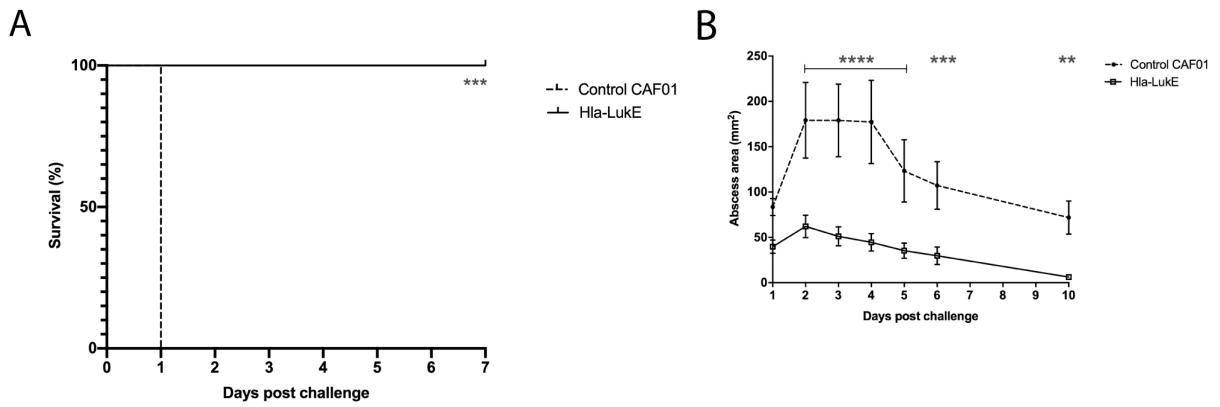 A
Survival (%)
100
50
0
0 1 2 3 4 5 6 7
Days post challenge
***
Control CAF01
Hla-LukE
B
Abscess area (mm²)
250
200
150
100
50
0
1 2 3 4 5 6 7 8 9 10
Days post challenge
**** *** **
Control CAF01
Hla-LukE